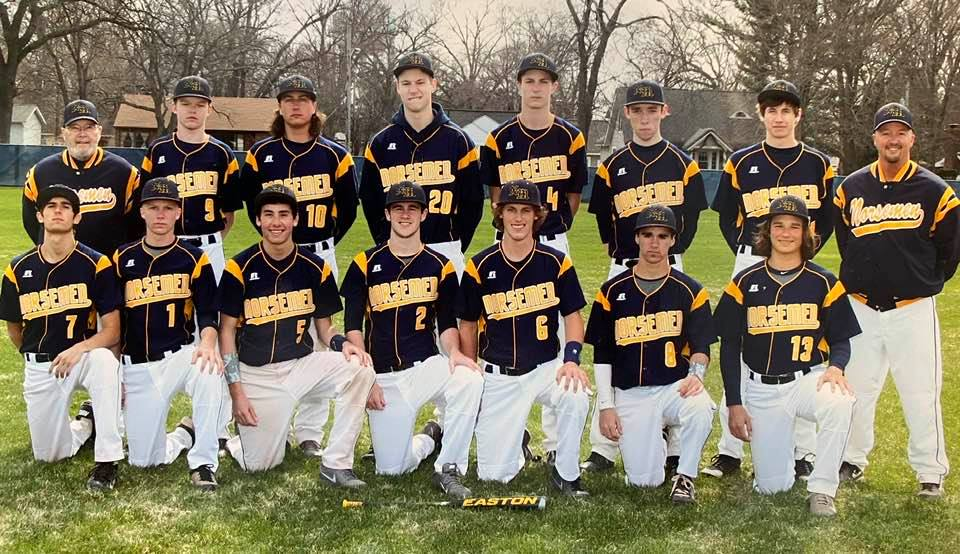 Norsemen
NORSEMEN
9
NORSEMEN
10
NORSEMEN
20
NORSEMEN
4
NORSEMEN
NORSEMEN
Norsemen
NORSEMEN
7
NORSEMEN
1
NORSEMEN
5
NORSEMEN
2
NORSEMEN
6
NORSEMEN
8
NORSEMEN
13
EASTON